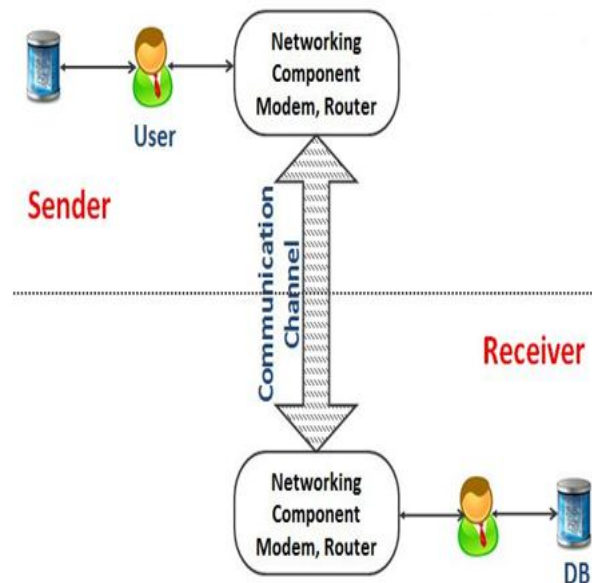 Networking
Component
Modem, Router
User
Sender
Communication
Channel
Receiver
Networking
Component
Modem, Router
DB